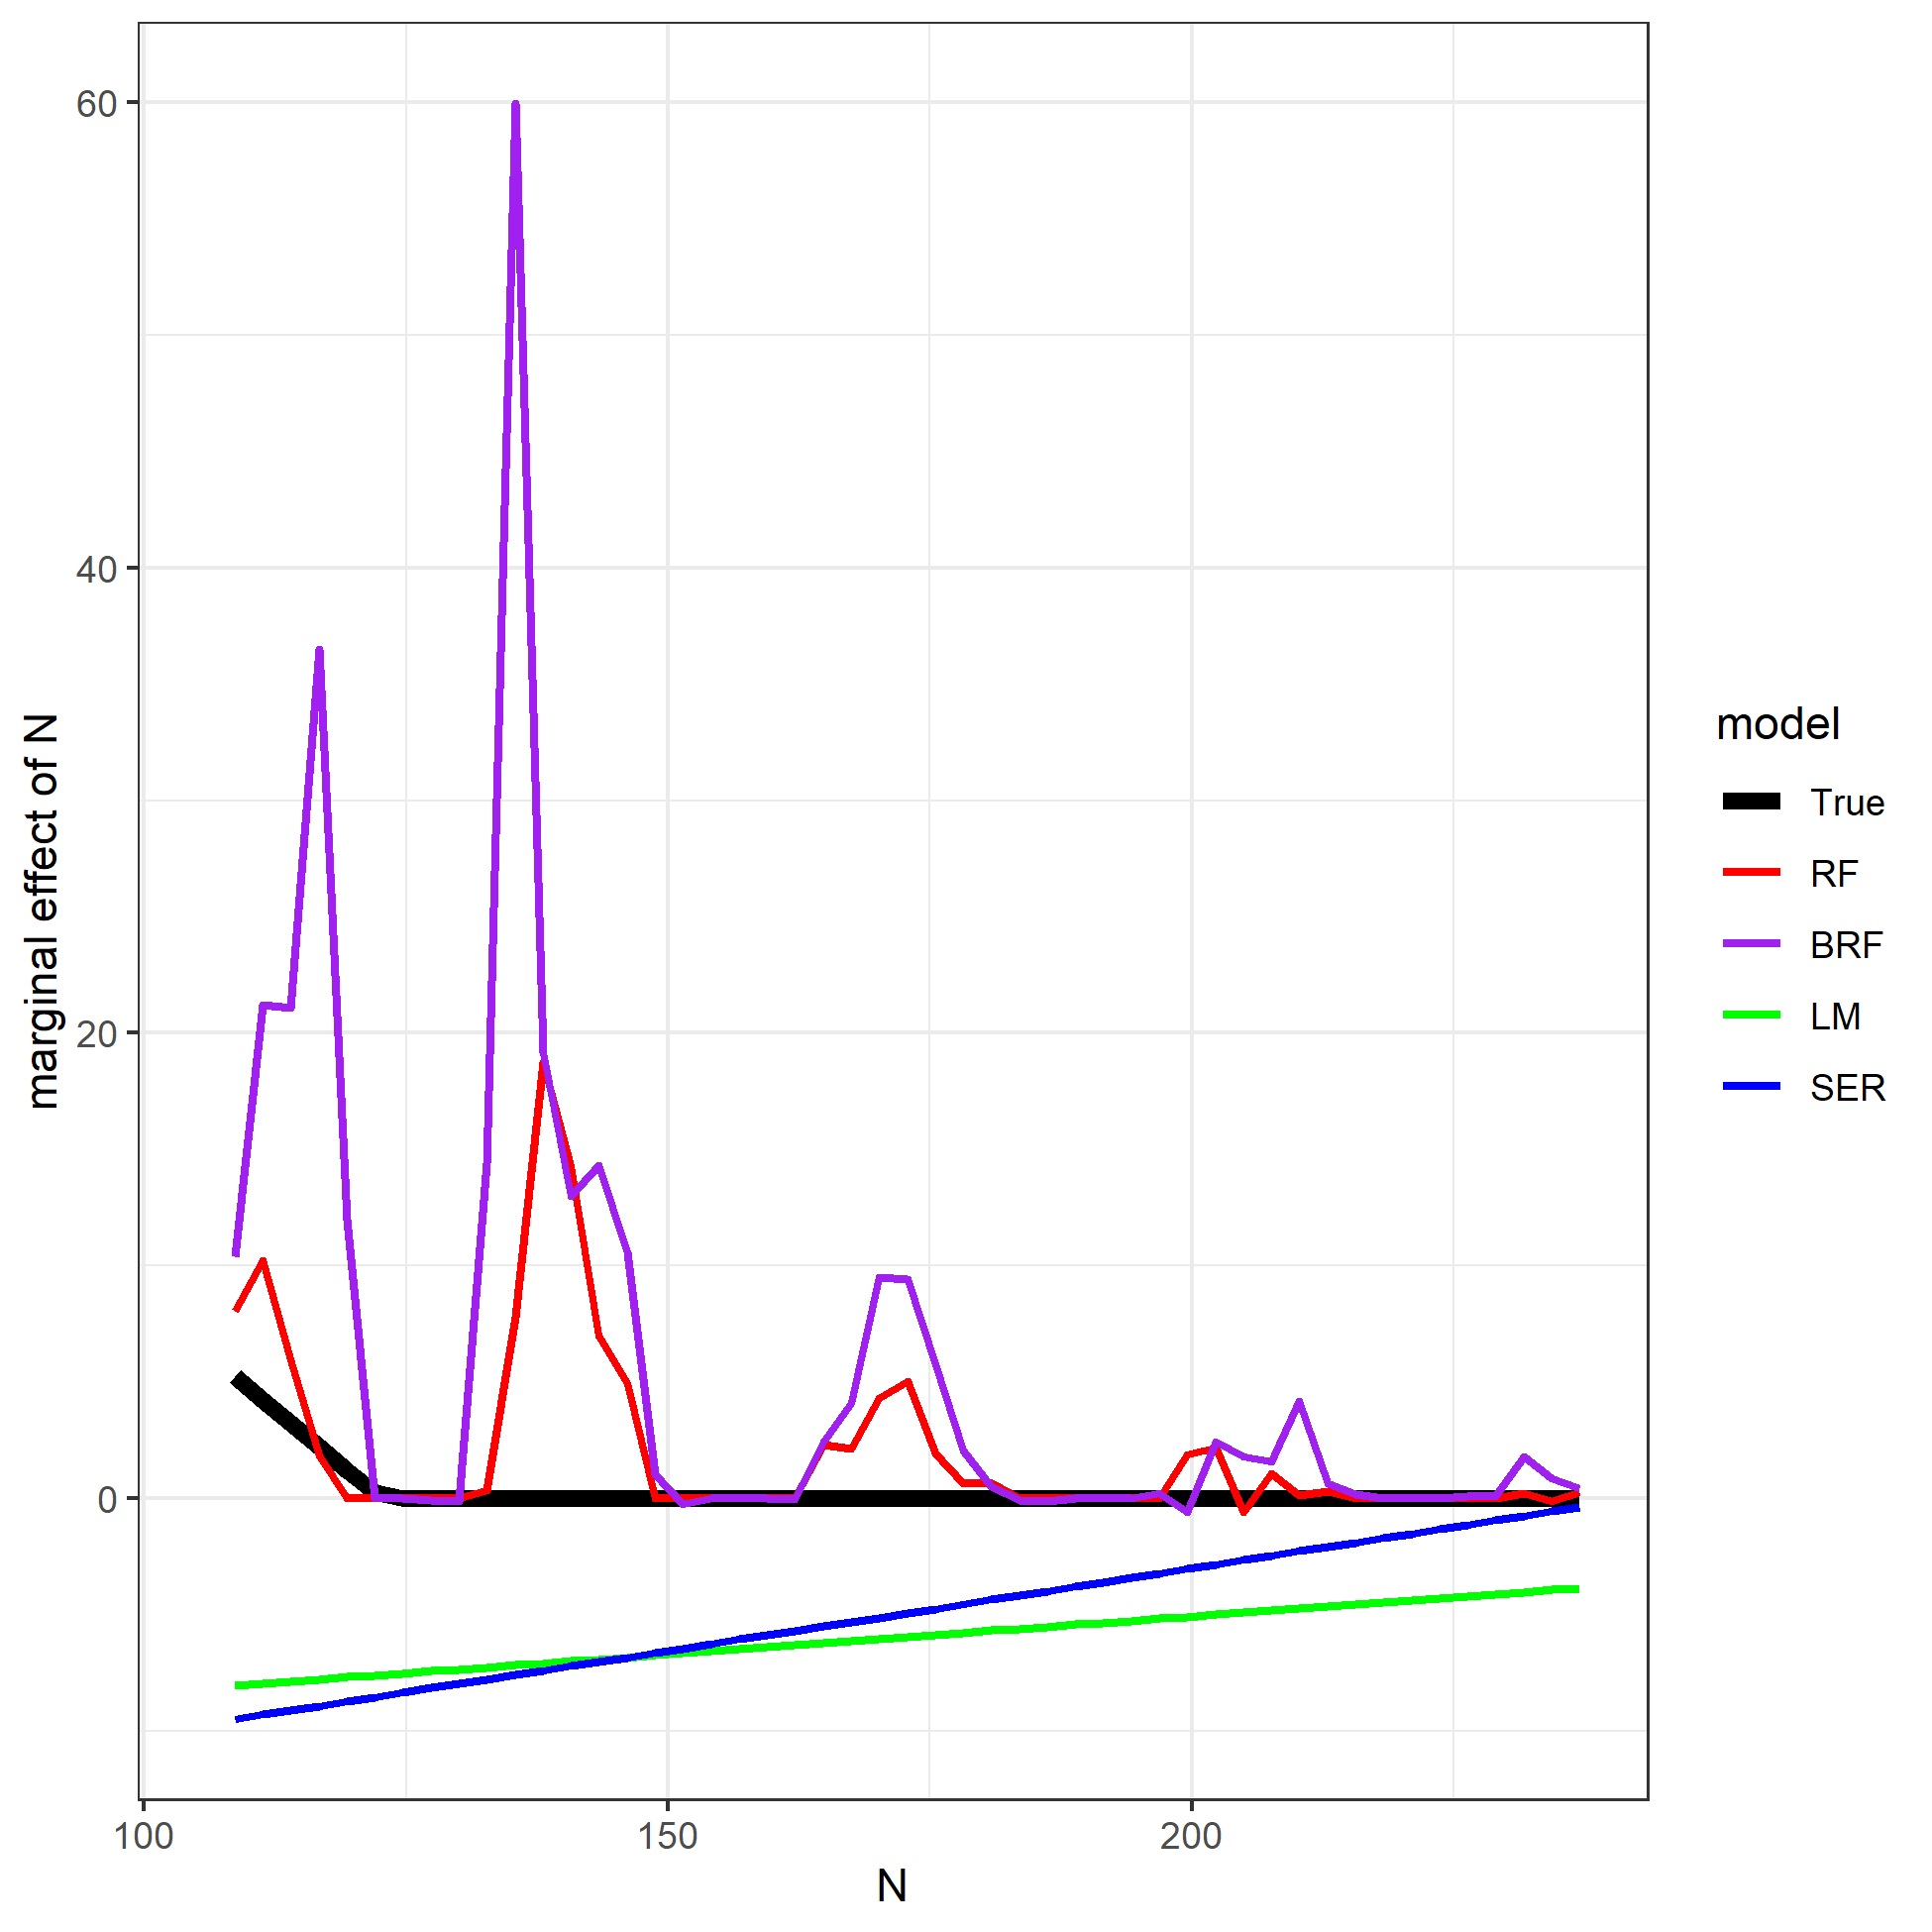 60
40
20
0
marginal effect of N
100
150
200
N
model
True
RF
BRF
LM
SER